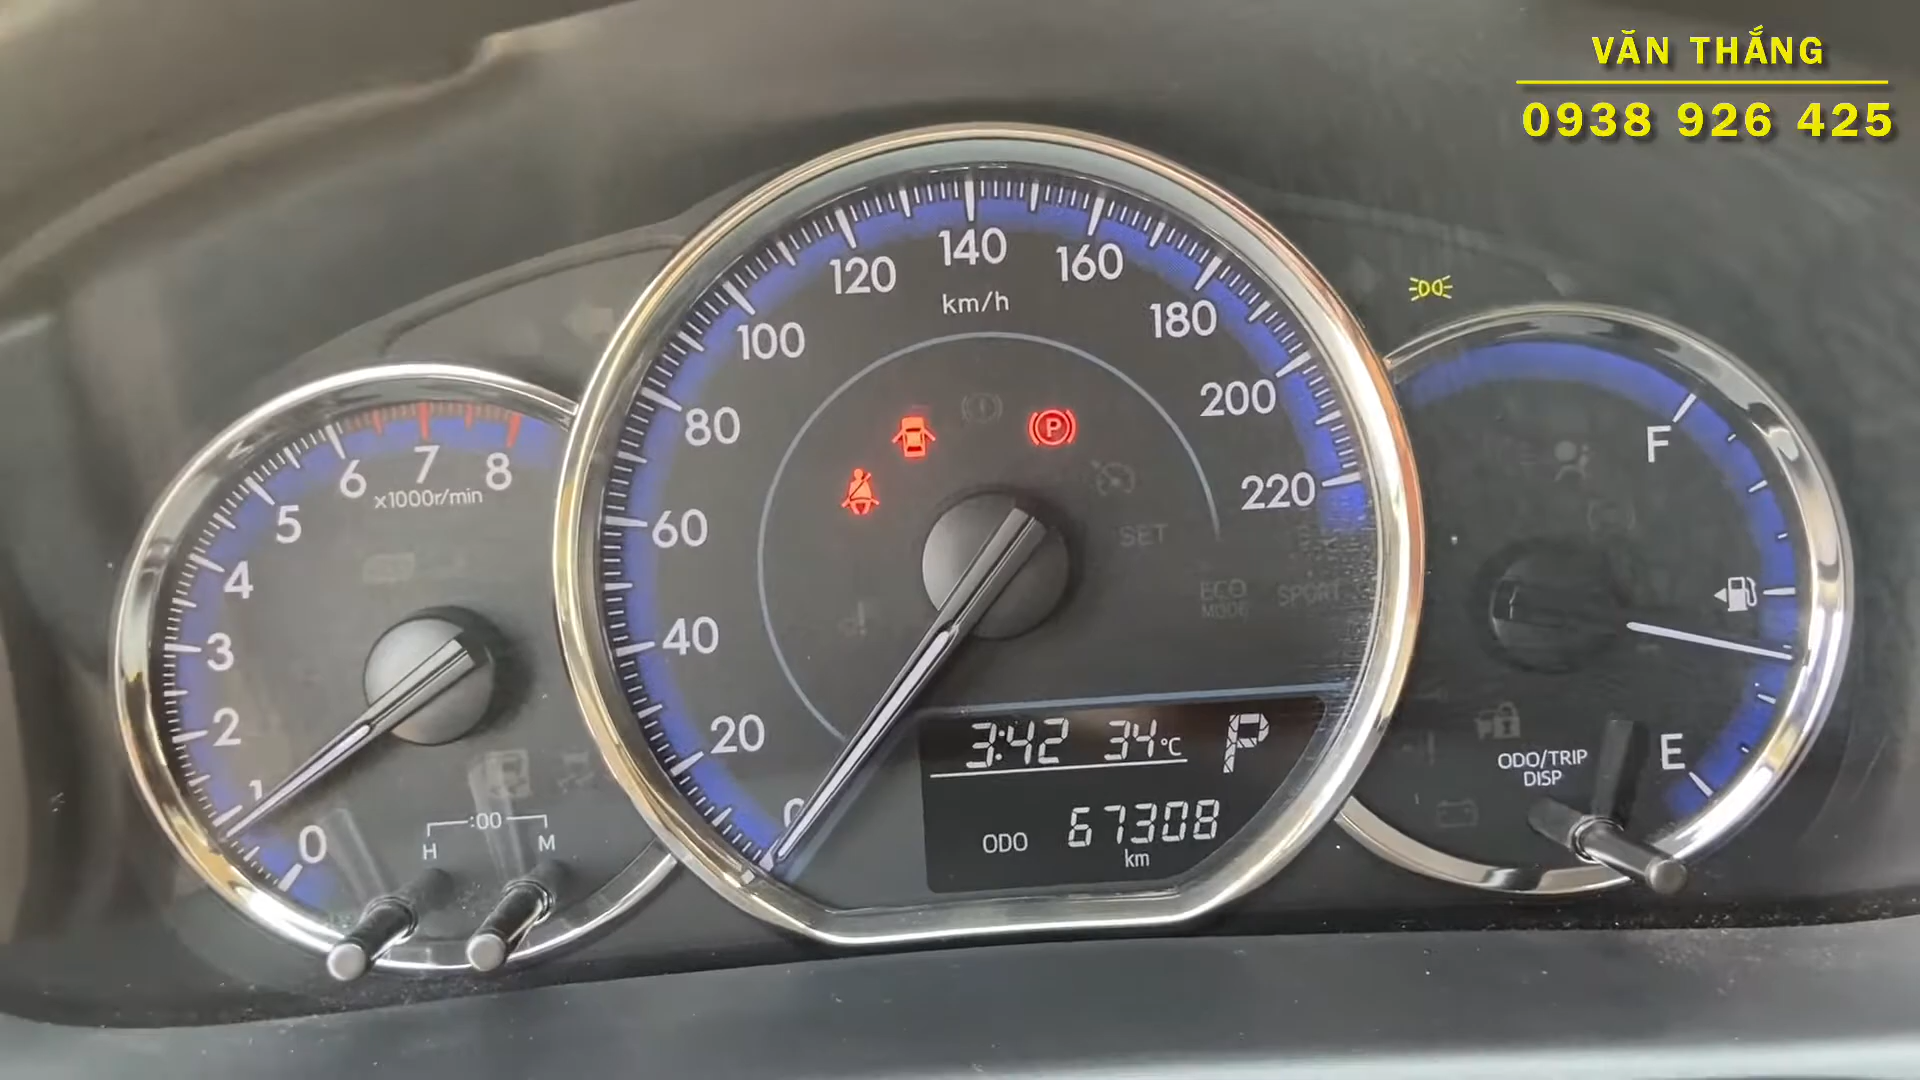 VĂN THẮNG
0938 926 425
0
1
2
3
4
5
6
7
8
x1000r/min
H :00 M
0
20
40
60
80
100
120
140
160
180
200
220
km/h
P
SET
ECO MODE
SPORT
3:42 34°C P
ODO 67308
km
F
E
ODO/TRIP
DISP